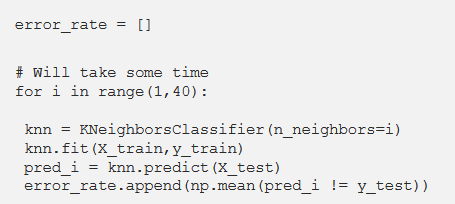 error_rate = []
# Will take some time
for i in range(1,40):
knn = KNeighborsClassifier(n_neighbors=i)
knn.fit(X_train,y_train)
pred_i = knn.predict(X_test)
error_rate.append(np.mean(pred_i != y_test))